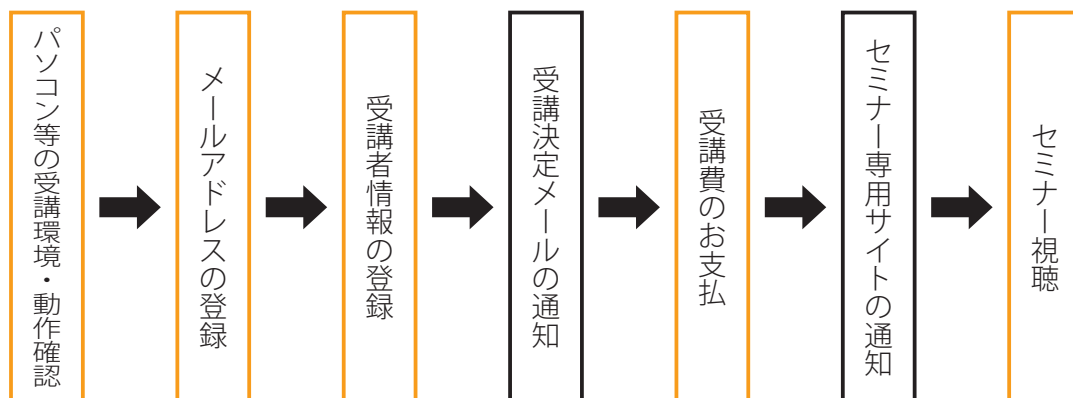 パソコン等の受講環境・動作確認
メールアドレスの登録
受講者情報の登録
受講決定メールの通知
受講費のお支払
セミナー専用サイトの通知
セミナー視聴